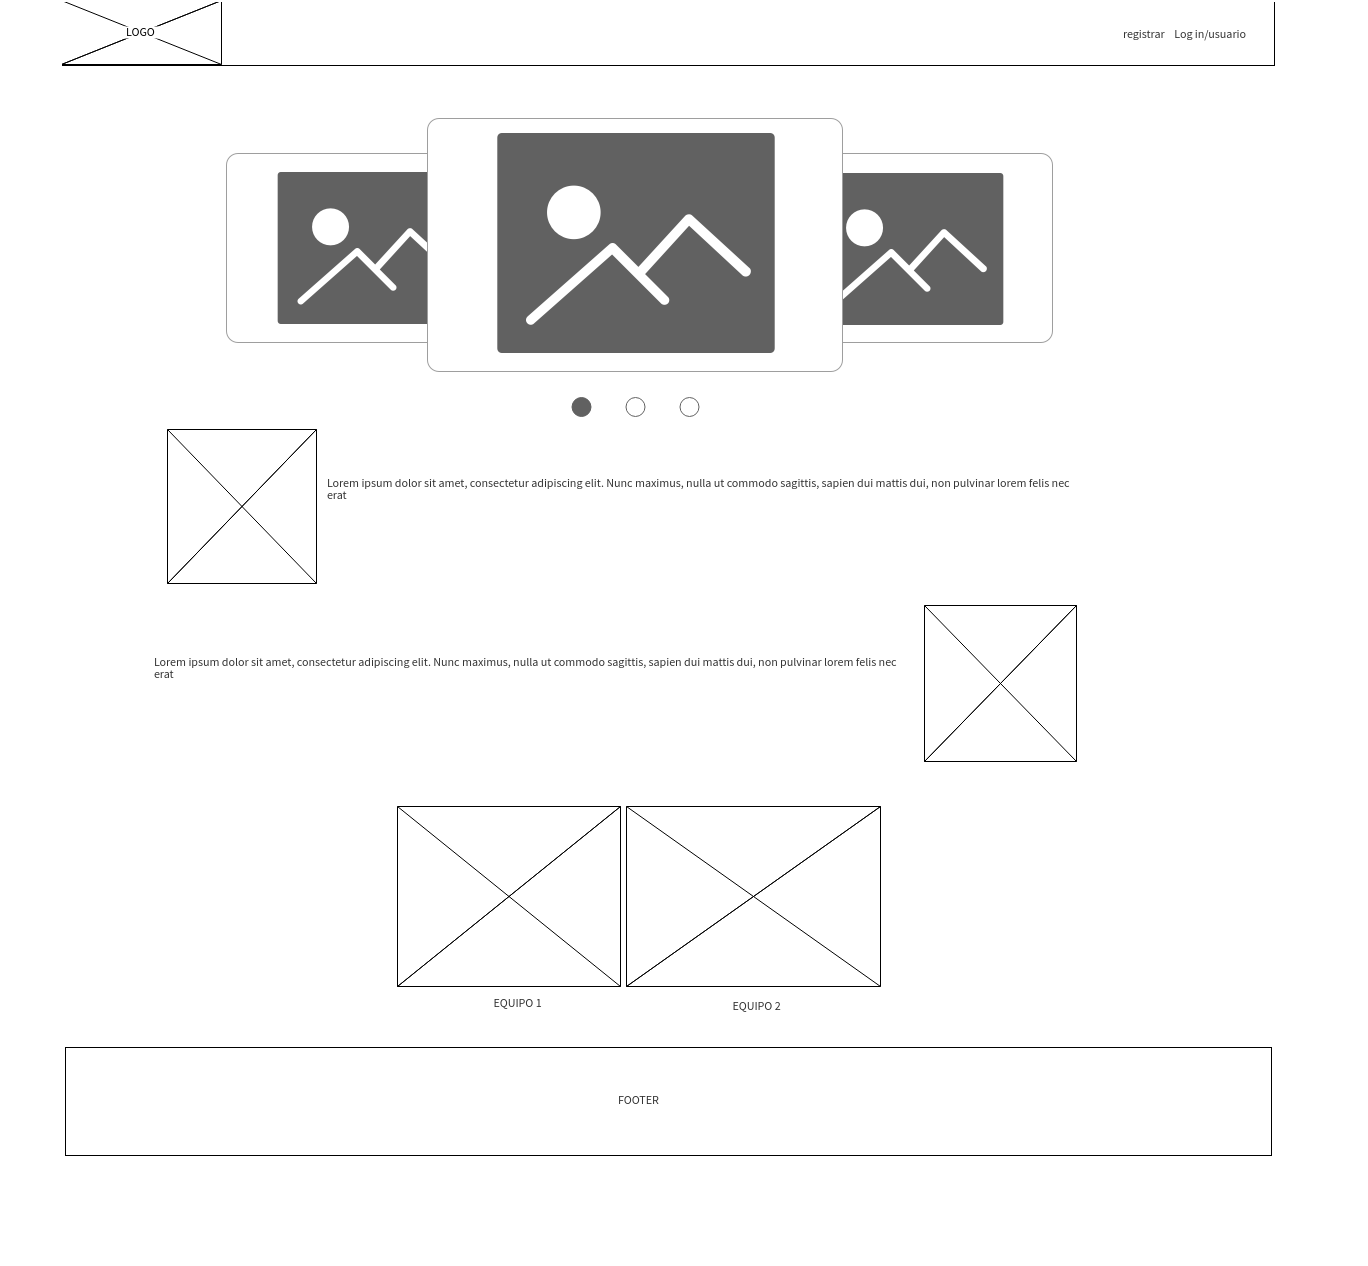 LOGO
registrar Log in/usuario
Lorem ipsum dolor sit amet, consectetur adipiscing elit. Nunc maximus, nulla ut commodo sagittis, sapien dui mattis dui, non pulvinar lorem felis nec
erat
Lorem ipsum dolor sit amet, consectetur adipiscing elit. Nunc maximus, nulla ut commodo sagittis, sapien dui mattis dui, non pulvinar lorem felis nec
erat
EQUIPO 1
EQUIPO 2
FOOTER